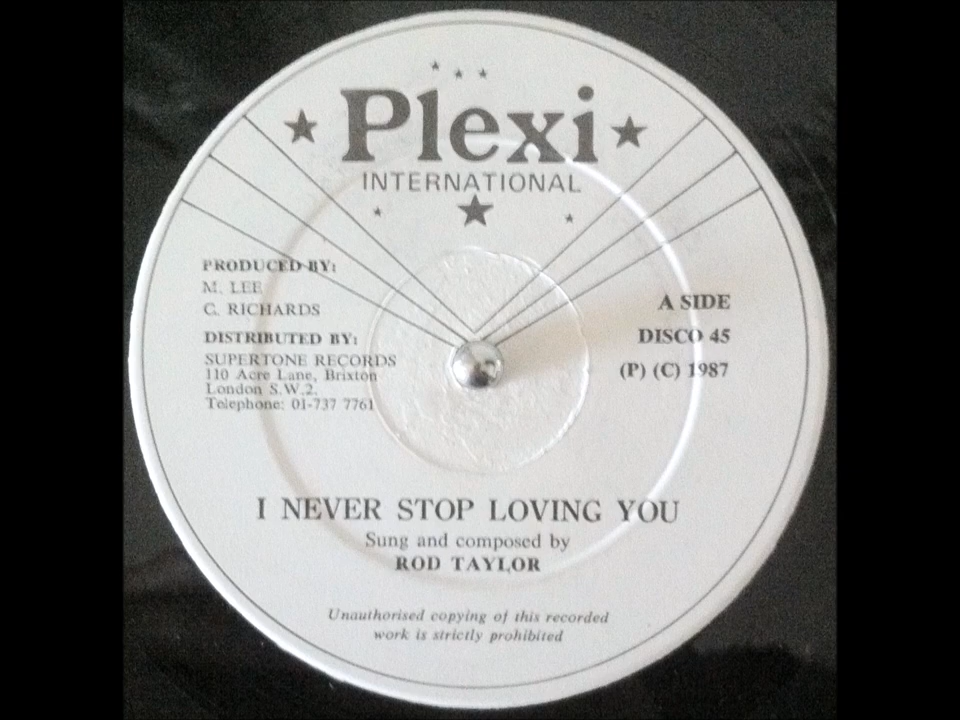 Plexi
INTERNATIONAL
PRODUCED BY:
M. LEE
C. RICHARDS
DISTRIBUTED BY:
SUPERTONE RECORDS
110 Acre Lane, Brixton
London S.W.2.
Telephone: 01-737 7761
A SIDE
DISCO 45
(P) (C) 1987
I NEVER STOP LOVING YOU
Sung and composed by
ROD TAYLOR
Unauthorised copying of this recorded
work is strictly prohibited